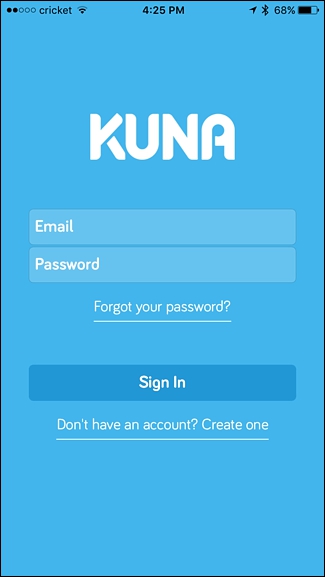 cricket 4:25 PM 68%
KUNA
Email
Password
Forgot your password?
Sign In
Don't have an account? Create one